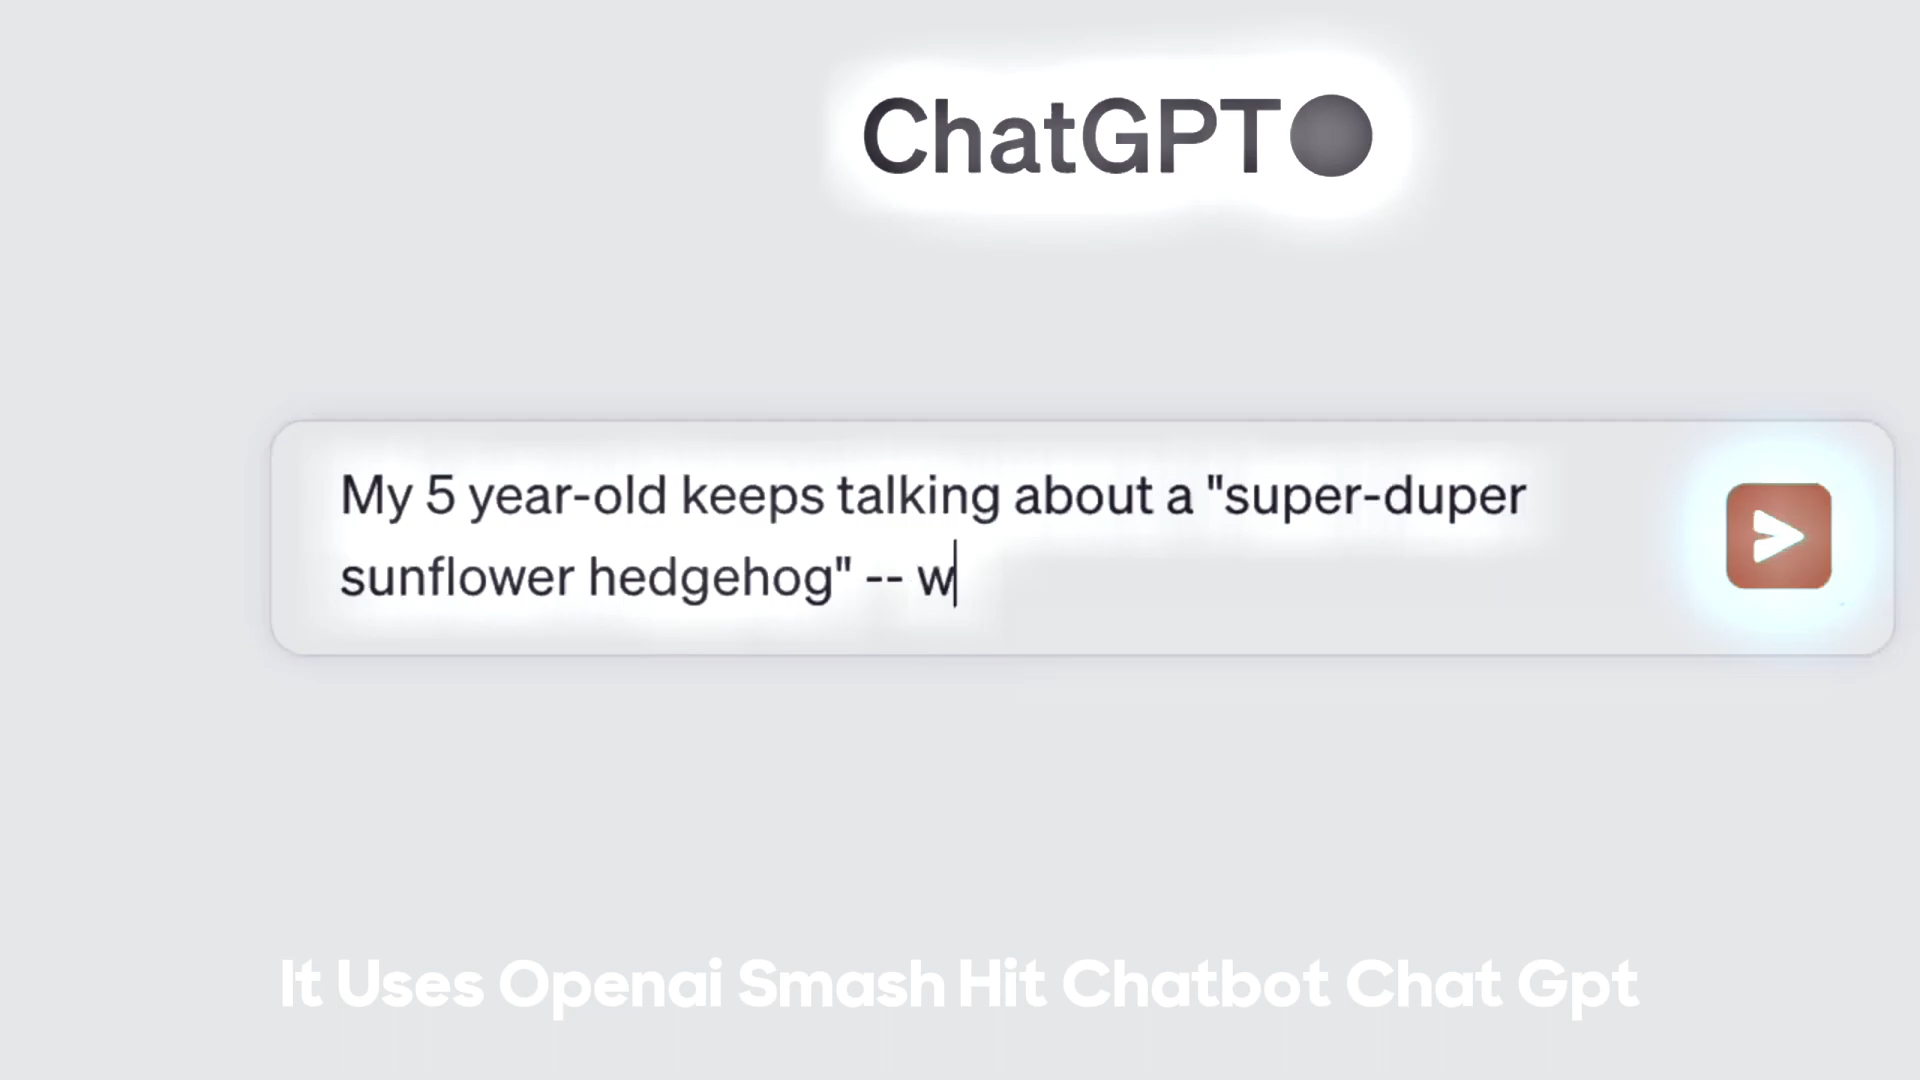 ChatGPT
My 5 year-old keeps talking about a "super-duper
sunflower hedgehog" -- w
It Uses Openai Smash Hit Chatbot Chat Gpt